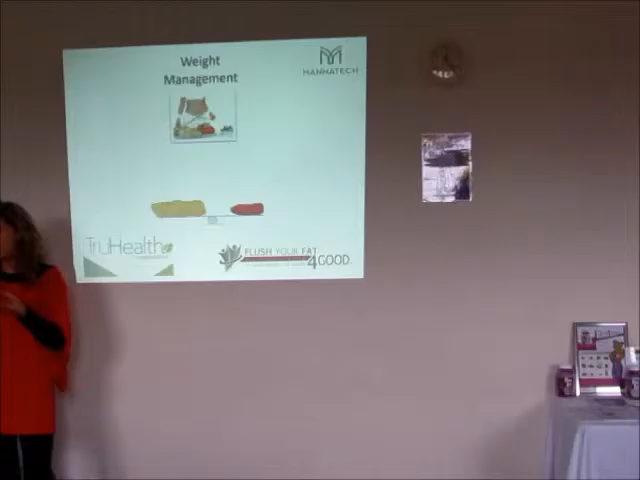 Weight
Management
MANNATECH
TruHealth
FLUSH YOUR FAT
4GOOD.